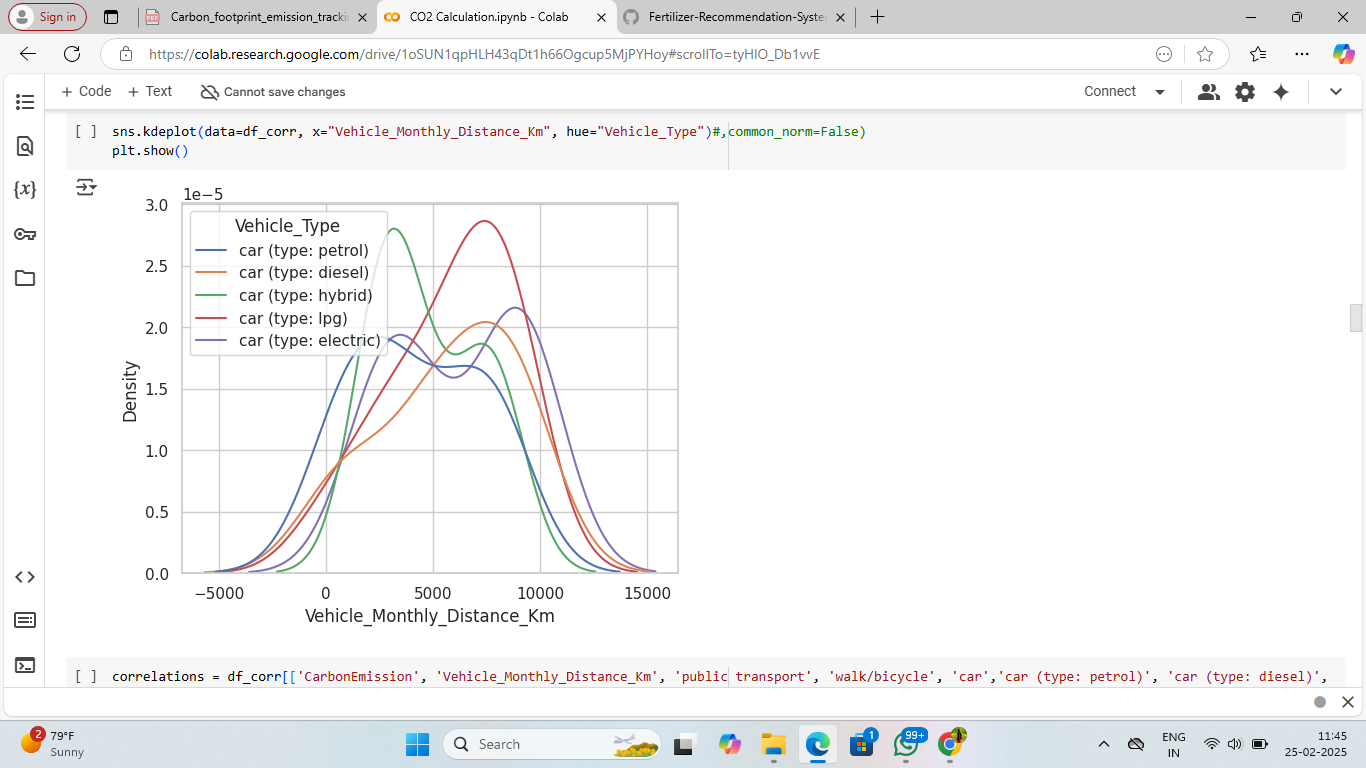 Sign in
Carbon_footprint_emission_tracki
CO2 Calculation.ipynb - Colab
Fertilizer-Recommendation-Syste
https://colab.research.google.com/drive/1oSUN1qpHLH43qDt1h66Ogcup5MjPYHoy#scrollTo=tyHIO_Db1vvE
+ Code + Text Cannot save changes
Connect
[ ] sns.kdeplot(data=df_corr, x="Vehicle_Monthly_Distance_Km", hue="Vehicle_Type")#,common_norm=False)
plt.show()
{x}
1e−5
3.0
2.5
2.0
1.5
1.0
0.5
0.0
Density
Vehicle_Type
car (type: petrol)
car (type: diesel)
car (type: hybrid)
car (type: lpg)
car (type: electric)
−5000 0 5000 10000 15000
Vehicle_Monthly_Distance_Km
[ ] correlations = df_corr[['CarbonEmission', 'Vehicle_Monthly_Distance_Km', 'public transport', 'walk/bicycle', 'car','car (type: petrol)', 'car (type: diesel)',
2
79°F
Sunny
Search
1
99+
ENG
IN
11:45
25-02-2025